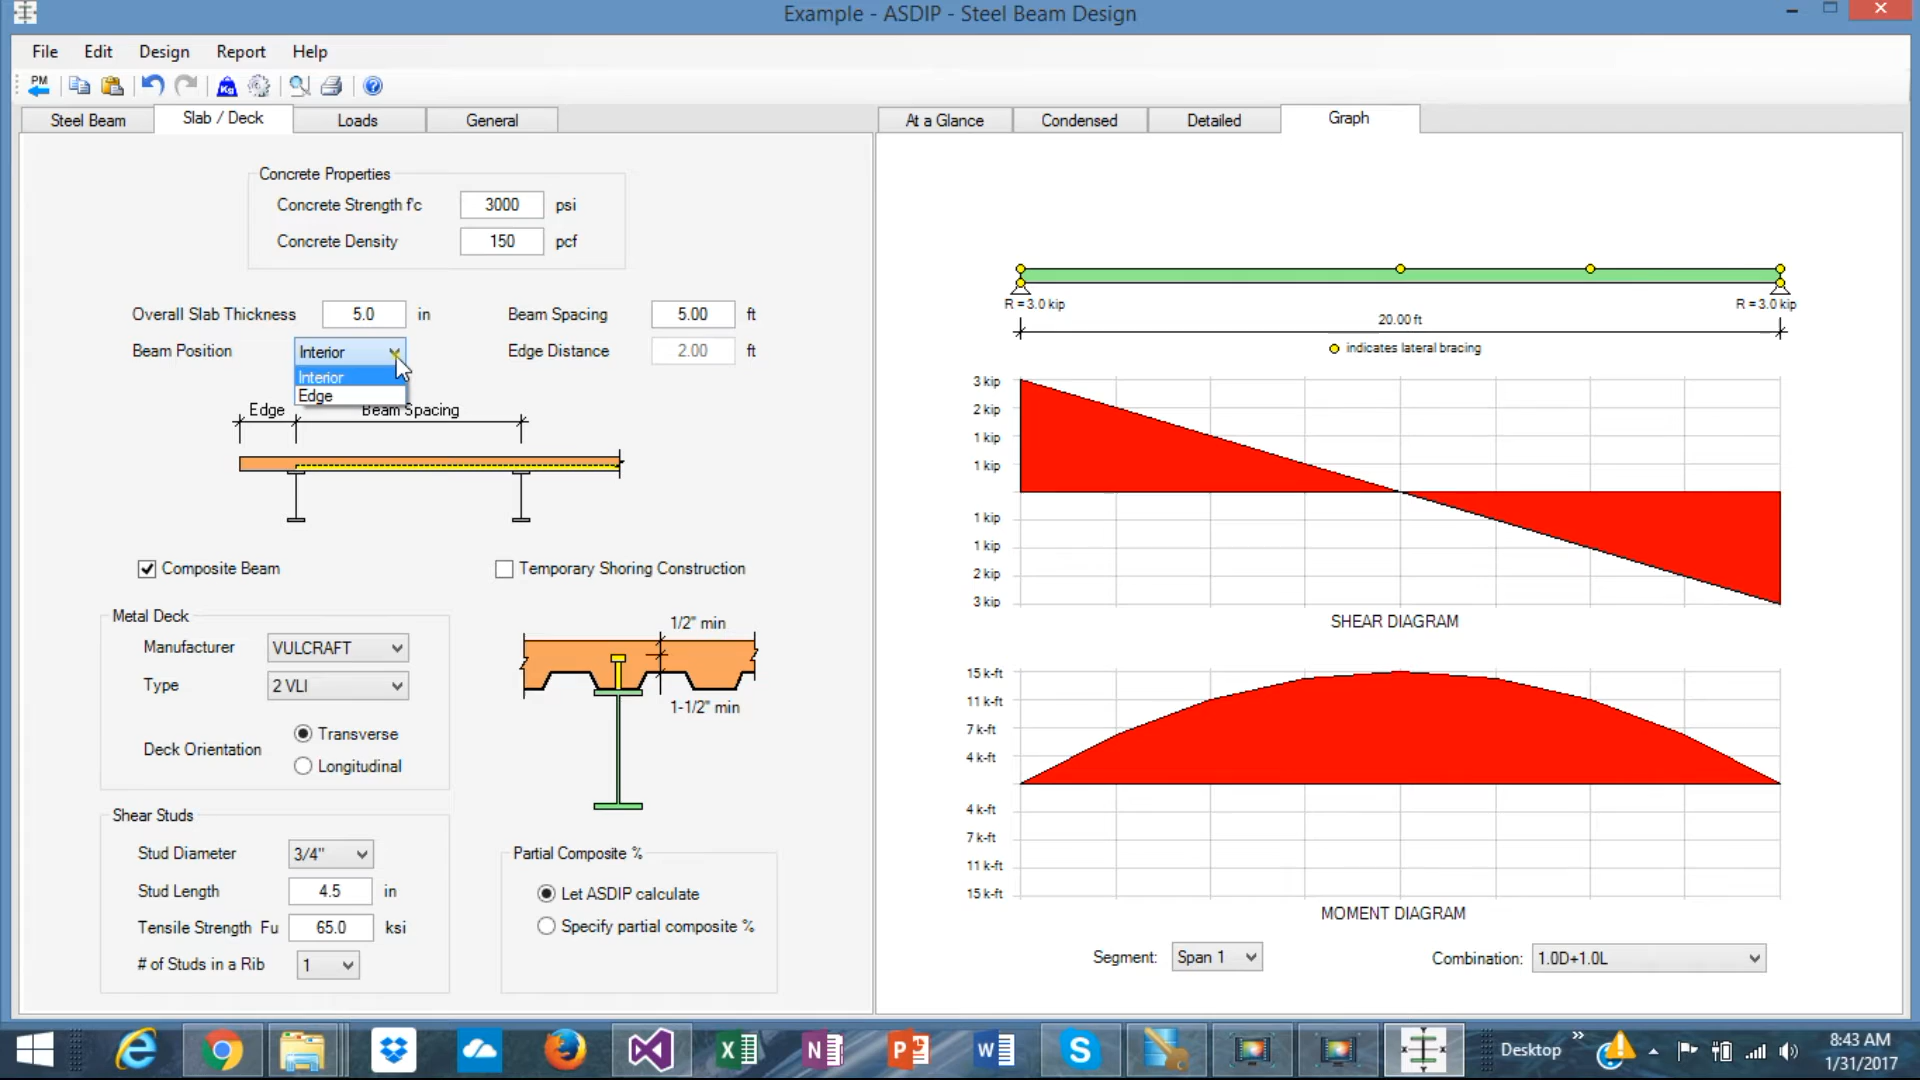 Example - ASDIP - Steel Beam Design
File Edit Design Report Help
PM
Kg
Steel Beam Slab / Deck Loads General
At a Glance Condensed Detailed Graph
Concrete Properties
Concrete Strength f'c 3000 psi
Concrete Density 150 pcf
Overall Slab Thickness 5.0 in
Beam Spacing 5.00 ft
Beam Position Interior
Edge Distance 2.00 ft
Interior
Edge
Edge Beam Spacing
Composite Beam
Temporary Shoring Construction
Metal Deck
Manufacturer VULCRAFT
Type 2 VLI
Deck Orientation
Transverse
Longitudinal
1/2" min
1-1/2" min
Shear Studs
Stud Diameter 3/4"
Stud Length 4.5 in
Tensile Strength Fu 65.0 ksi
# of Studs in a Rib 1
Partial Composite %
Let ASDIP calculate
Specify partial composite %
R = 3.0 kip R = 3.0 kip
20.00 ft
indicates lateral bracing
3 kip
2 kip
1 kip
1 kip
1 kip
1 kip
2 kip
3 kip
SHEAR DIAGRAM
15 k-ft
11 k-ft
7 k-ft
4 k-ft
4 k-ft
7 k-ft
11 k-ft
15 k-ft
MOMENT DIAGRAM
Segment: Span 1 Combination: 1.0D+1.0L
Desktop
8:43 AM
1/31/2017